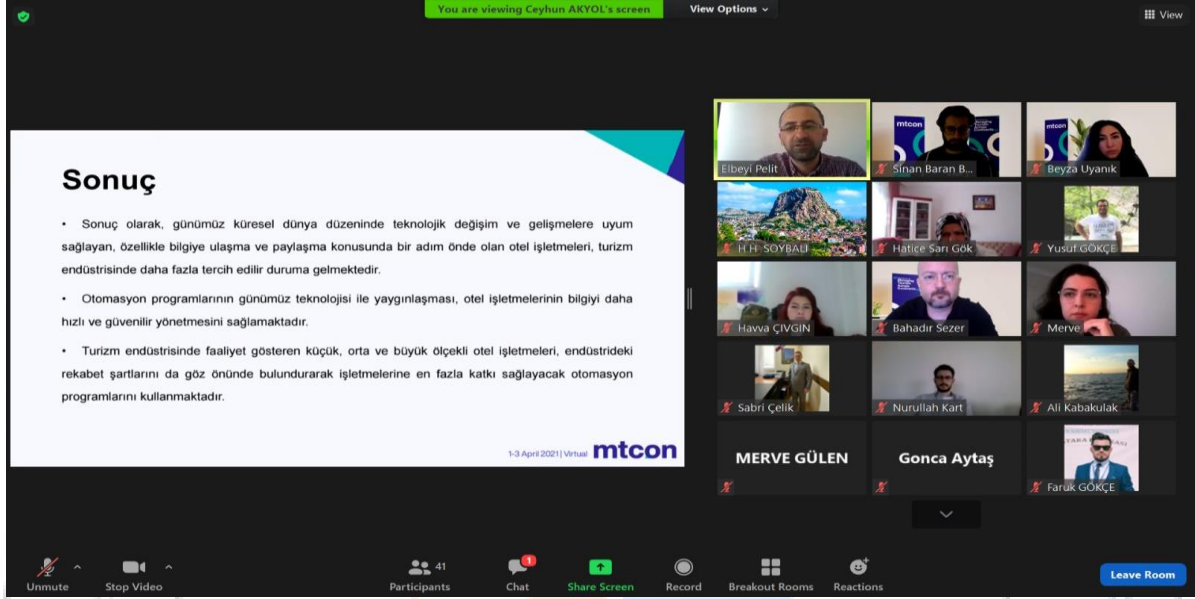 You are viewing Ceyhun AKYOL's screen
View Options
View
Sonuç
• Sonuç olarak, günümüz küresel dünya düzeninde teknolojik değişim ve gelişmelere uyum
sağlayan, özellikle bilgiye ulaşma ve paylaşma konusunda bir adım önde olan otel işletmeleri, turizm
endüstrisinde daha fazla tercih edilir duruma gelmektedir.
• Otomasyon programlarının günümüz teknolojisi ile yaygınlaşması, otel işletmelerinin bilgiyi daha
hızlı ve güvenilir yönetmesini sağlamaktadır.
• Turizm endüstrisinde faaliyet gösteren küçük, orta ve büyük ölçekli otel işletmeleri, endüstrideki
rekabet şartlarını da göz önünde bulundurarak işletmelerine en fazla katkı sağlayacak otomasyon
programlarını kullanmaktadır.
1-3 April 2021 | Virtual mtcon
mtcon
mtcon
Elbeyi Pelit
Sinan Baran B...
Beyza Uyanık
H.H. SOYBALI
Hatice Sarı Gök
Yusuf GÖKÇE
Havva ÇIVGIN
Bahadır Sezer
Merve
Sabri Çelik
Nurullah Kart
Ali Kabakulak
MERVE GÜLEN
Gonca Aytaş
Faruk GÖKÇE
Unmute
Stop Video
41
Participants
1
Chat
Share Screen
Record
Breakout Rooms
Reactions
Leave Room